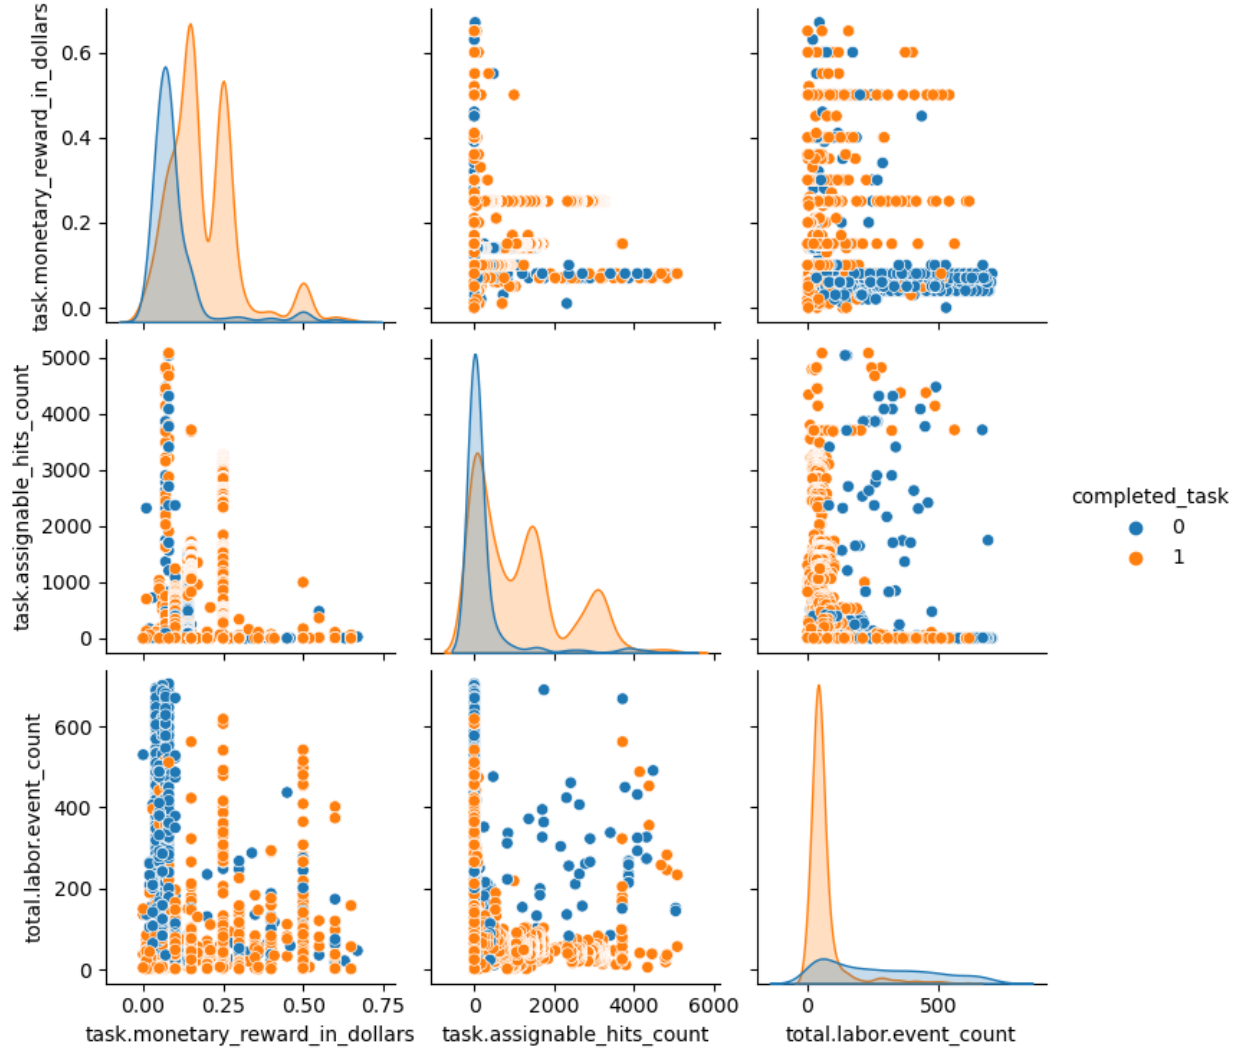 task.monetary_reward_in_dollars
0.6
0.4
0.2
0.0
task.assignable_hits_count
5000
4000
3000
2000
1000
0
completed_task
0
1
total.labor.event_count
600
400
200
0
0.00 0.25 0.50 0.75
0 2000 4000 6000
0 500
task.monetary_reward_in_dollars
task.assignable_hits_count
total.labor.event_count